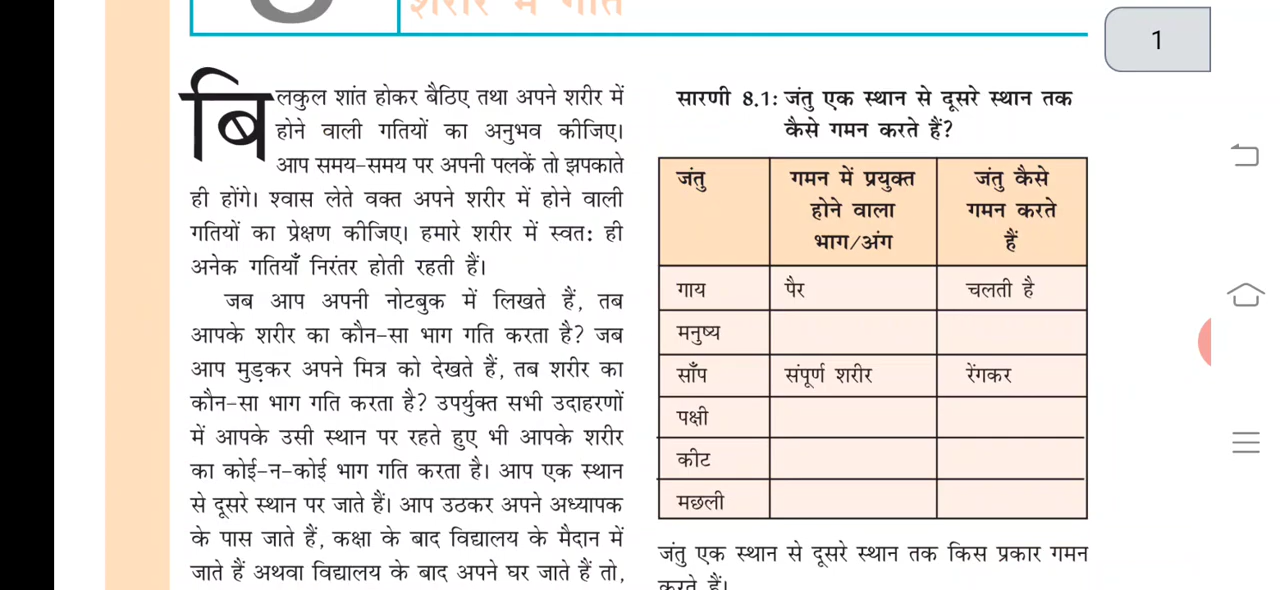 शरीर में गति
1
बिलकुल शांत होकर बैठिए तथा अपने शरीर में
होने वाली गतियों का अनुभव कीजिए।
आप समय-समय पर अपनी पलकें तो झपकाते
ही होंगे। श्वास लेते वक्त अपने शरीर में होने वाली
गतियों का प्रेक्षण कीजिए। हमारे शरीर में स्वतः ही
अनेक गतियाँ निरंतर होती रहती हैं।
जब आप अपनी नोटबुक में लिखते हैं, तब
आपके शरीर का कौन-सा भाग गति करता है? जब
आप मुड़कर अपने मित्र को देखते हैं, तब शरीर का
कौन-सा भाग गति करता है? उपर्युक्त सभी उदाहरणों
में आपके उसी स्थान पर रहते हुए भी आपके शरीर
का कोई-न-कोई भाग गति करता है। आप एक स्थान
से दूसरे स्थान पर जाते हैं। आप उठकर अपने अध्यापक
के पास जाते हैं, कक्षा के बाद विद्यालय के मैदान में
जाते हैं अथवा विद्यालय के बाद अपने घर जाते हैं तो,
सारणी 8.1: जंतु एक स्थान से दूसरे स्थान तक
कैसे गमन करते हैं?
जंतु गमन में प्रयुक्त जंतु कैसे
होने वाला गमन करते
भाग/अंग हैं
गाय पैर चलती है
मनुष्य
साँप संपूर्ण शरीर रेंगकर
पक्षी
कीट
मछली
जंतु एक स्थान से दूसरे स्थान तक किस प्रकार गमन
करते हैं।